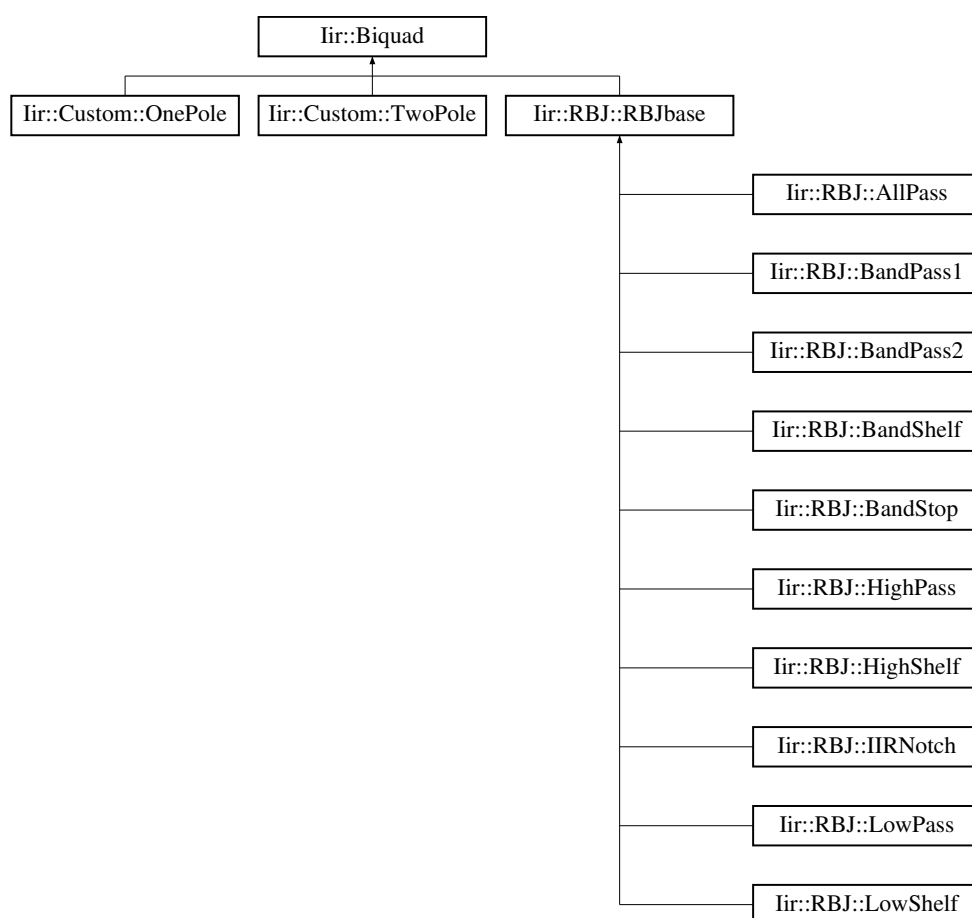 Iir::Biquad
Iir::Custom::OnePole
Iir::Custom::TwoPole
Iir::RBJ::RBJbase
Iir::RBJ::AllPass
Iir::RBJ::BandPass1
Iir::RBJ::BandPass2
Iir::RBJ::BandShelf
Iir::RBJ::BandStop
Iir::RBJ::HighPass
Iir::RBJ::HighShelf
Iir::RBJ::IIRNotch
Iir::RBJ::LowPass
Iir::RBJ::LowShelf